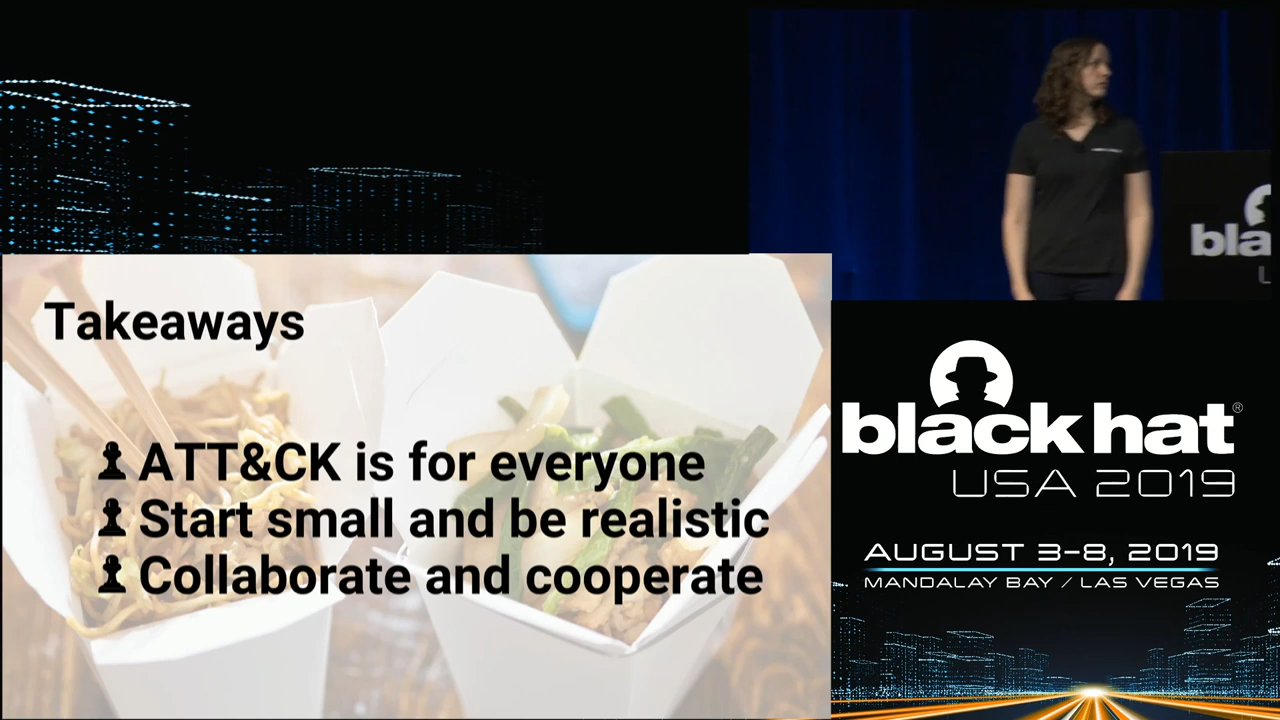 bla
Takeaways
ATT&CK is for everyone
Start small and be realistic
Collaborate and cooperate
black hat®
USA 2019
AUGUST 3-8, 2019
MANDALAY BAY / LAS VEGAS